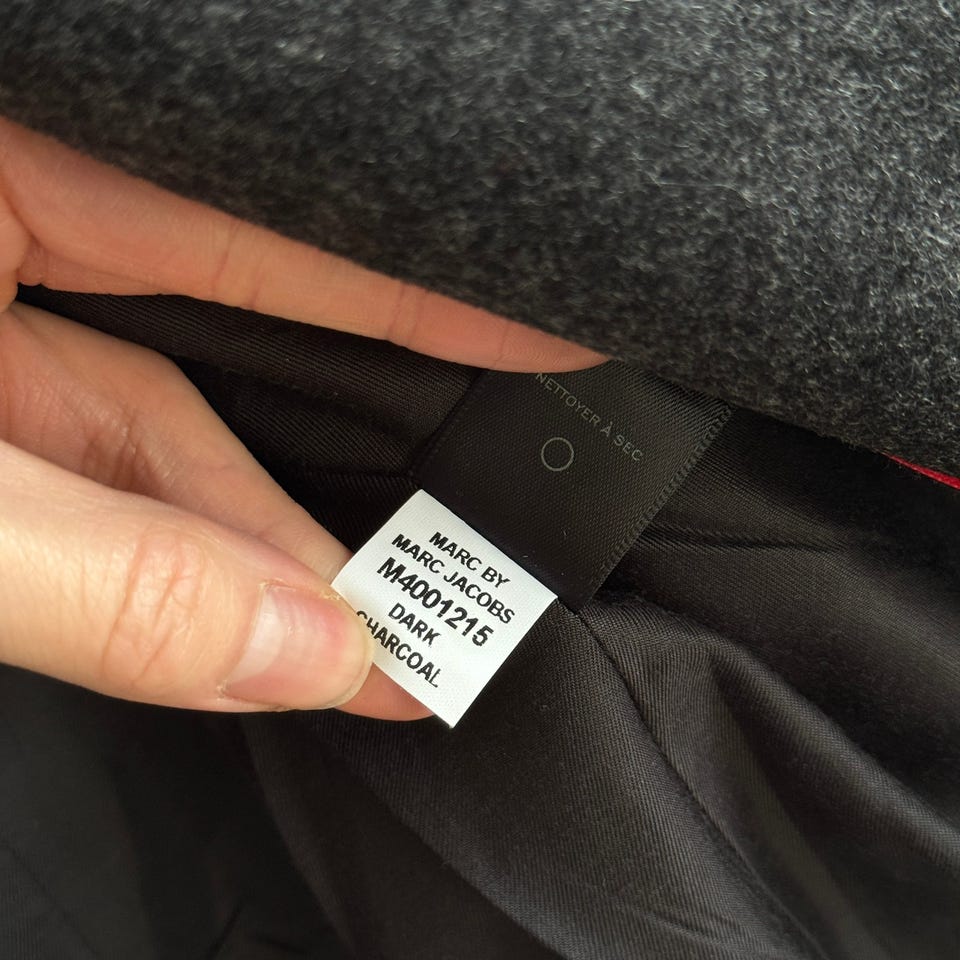 NETTOYER À SEC
MARC BY
MARC JACOBS
M4001215
DARK
CHARCOAL